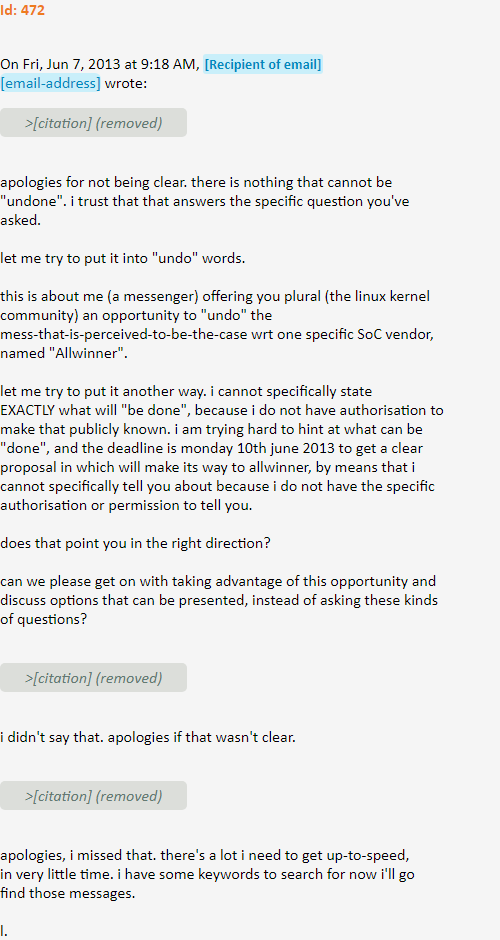 Id: 472
On Fri, Jun 7, 2013 at 9:18 AM, [Recipient of email]
[email-address] wrote:
>[citation] (removed)
apologies for not being clear. there is nothing that cannot be
"undone". i trust that that answers the specific question you've
asked.
let me try to put it into "undo" words.
this is about me (a messenger) offering you plural (the linux kernel
community) an opportunity to "undo" the
mess-that-is-perceived-to-be-the-case wrt one specific SoC vendor,
named "Allwinner".
let me try to put it another way. i cannot specifically state
EXACTLY what will "be done", because i do not have authorisation to
make that publicly known. i am trying hard to hint at what can be
"done", and the deadline is monday 10th june 2013 to get a clear
proposal in which will make its way to allwinner, by means that i
cannot specifically tell you about because i do not have the specific
authorisation or permission to tell you.
does that point you in the right direction?
can we please get on with taking advantage of this opportunity and
discuss options that can be presented, instead of asking these kinds
of questions?
>[citation] (removed)
i didn't say that. apologies if that wasn't clear.
>[citation] (removed)
apologies, i missed that. there's a lot i need to get up-to-speed,
in very little time. i have some keywords to search for now i'll go
find those messages.
l.